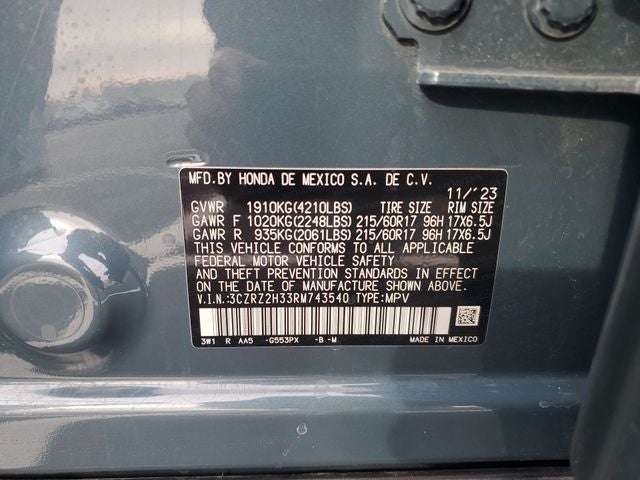 MFD.BY HONDA DE MEXICO S.A. DE C.V.
11/'23
GVWR 1910KG(4210LBS) TIRE SIZE RIM SIZE
GAWR F 1020KG(2248LBS) 215/60R17 96H 17X6.5J
GAWR R 935KG(2061LBS) 215/60R17 96H 17X6.5J
THIS VEHICLE CONFORMS TO ALL APPLICABLE
FEDERAL MOTOR VEHICLE SAFETY
AND THEFT PREVENTION STANDARDS IN EFFECT
ON THE DATE OF MANUFACTURE SHOWN ABOVE.
V.I.N.:3CZRZ2H33RM743540 TYPE:MPV
3W1 R AA5 -G553PX -B -M MADE IN MEXICO